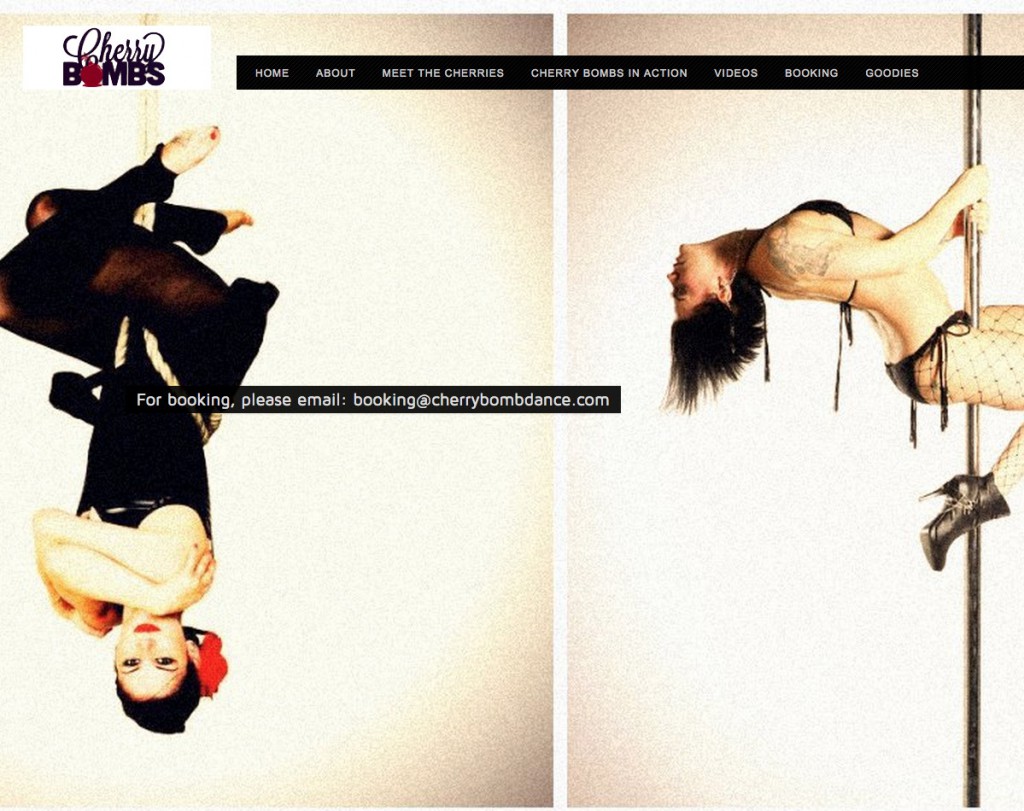 Cherry
BOMBS
HOME ABOUT MEET THE CHERRIES CHERRY BOMBS IN ACTION VIDEOS BOOKING GOODIES
For booking, please email: booking@cherrybombdance.com